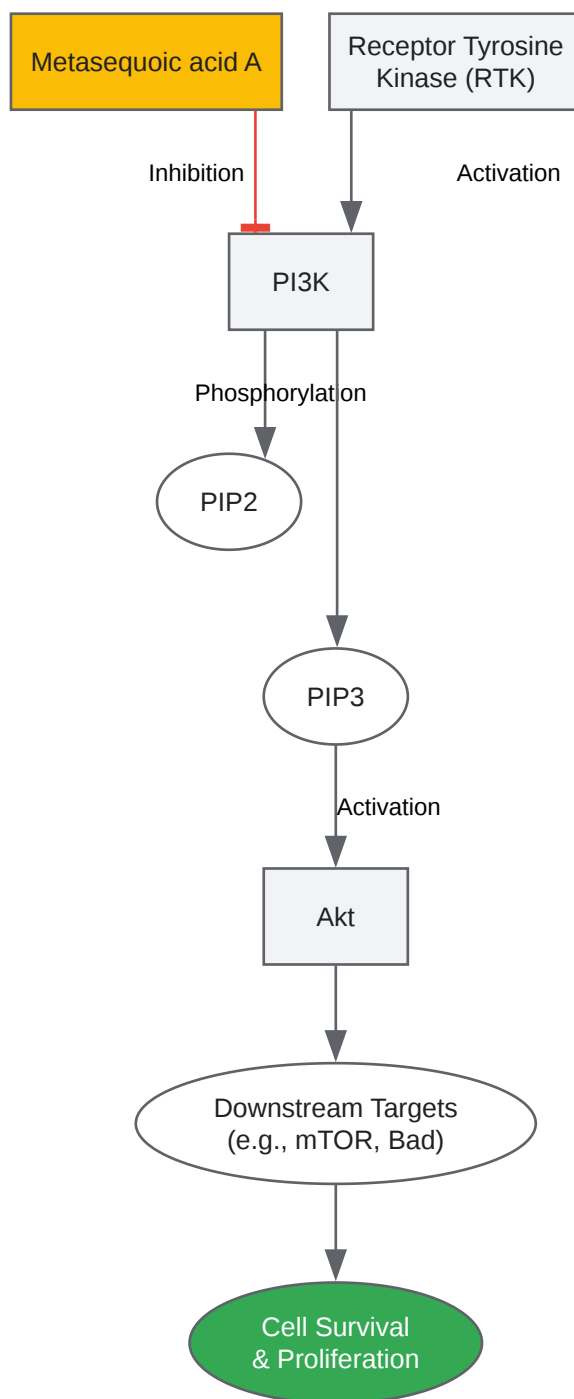 Metasequoic acid A
Receptor Tyrosine
Kinase (RTK)
Inhibition
Activation
PI3K
Phosphorylation
PIP2
PIP3
Activation
Akt
Downstream Targets
(e.g., mTOR, Bad)
Cell Survival
& Proliferation